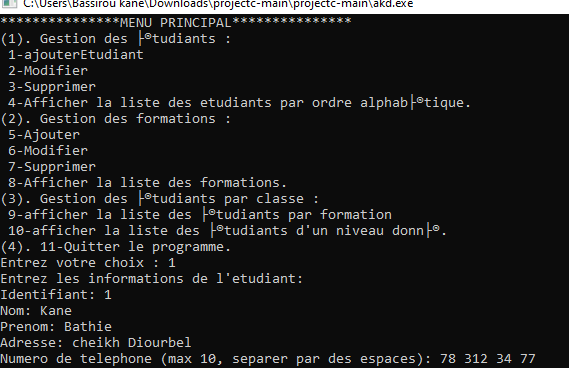 C:\Users\Bassirou kane\Downloads\projectc-main\projectc-main\akd.exe
***************MENU PRINCIPAL***************
(1). Gestion des ├®tudiants :
1-ajouterEtudiant
2-Modifier
3-Supprimer
4-Afficher la liste des etudiants par ordre alphab├®tique.
(2). Gestion des formations :
5-Ajouter
6-Modifier
7-Supprimer
8-Afficher la liste des formations.
(3). Gestion des ├®tudiants par classe :
9-afficher la liste des ├®tudiants par formation
10-afficher la liste des ├®tudiants d'un niveau donn├®.
(4). 11-Quitter le programme.
Entrez votre choix : 1
Entrez les informations de l'etudiant:
Identifiant: 1
Nom: Kane
Prenom: Bathie
Adresse: cheikh Diourbel
Numero de telephone (max 10, separer par des espaces): 78 312 34 77